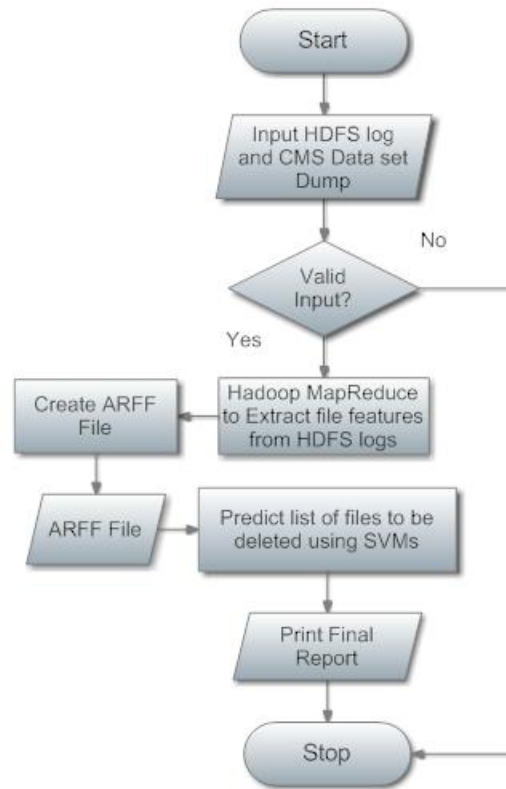 Start
Input HDFS log
and CMS Data set
Dump
No
Valid
Input?
Yes
Hadoop MapReduce
to Extract file features
from HDFS logs
Create ARFF
File
ARFF File
Predict list of files to be
deleted using SVMs
Print Final
Report
Stop